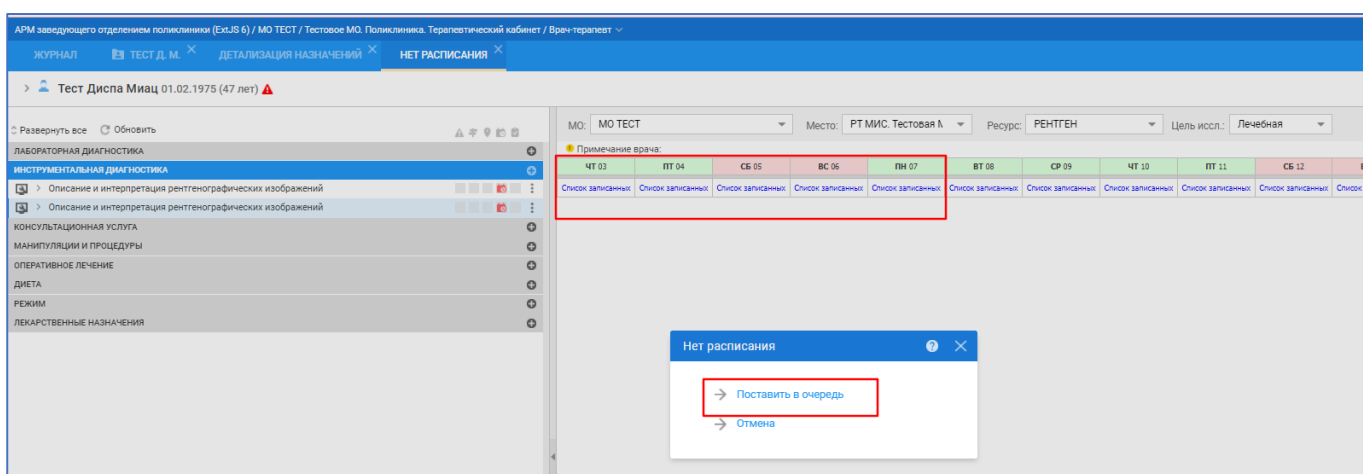 АРМ заведующего отделением поликлиники (ExtJS 6) / МО ТЕСТ / Тестовое МО. Поликлиника. Терапевтический кабинет / Врач-терапевт
ЖУРНАЛ ТЕСТ Д. М. ДЕТАЛИЗАЦИЯ НАЗНАЧЕНИЙ НЕТ РАСПИСАНИЯ
Тест Диспа Миац 01.02.1975 (47 лет)
Развернуть все Обновить
МО: МО ТЕСТ Место: РТ МИС. Тестовая Ресурс: РЕНТГЕН Цель иссл.: Лечебная
ЛАБОРАТОРНАЯ ДИАГНОСТИКА
Примечание врача:
ИНСТРУМЕНТАЛЬНАЯ ДИАГНОСТИКА
ЧТ 03 ПТ 04 СБ 05 ВС 06 ПН 07 ВТ 08 СР 09 ЧТ 10 ПТ 11 СБ 12
Описание и интерпретация рентгенографических изображений
Список записанных Список записанных Список записанных Список записанных Список записанных Список записанных Список записанных Список записанных Список записанных Список записанных Список
Описание и интерпретация рентгенографических изображений
КОНСУЛЬТАЦИОННАЯ УСЛУГА
МАНИПУЛЯЦИИ И ПРОЦЕДУРЫ
ОПЕРАТИВНОЕ ЛЕЧЕНИЕ
ДИЕТА
РЕЖИМ
ЛЕКАРСТВЕННЫЕ НАЗНАЧЕНИЯ
Нет расписания
Поставить в очередь
Отмена